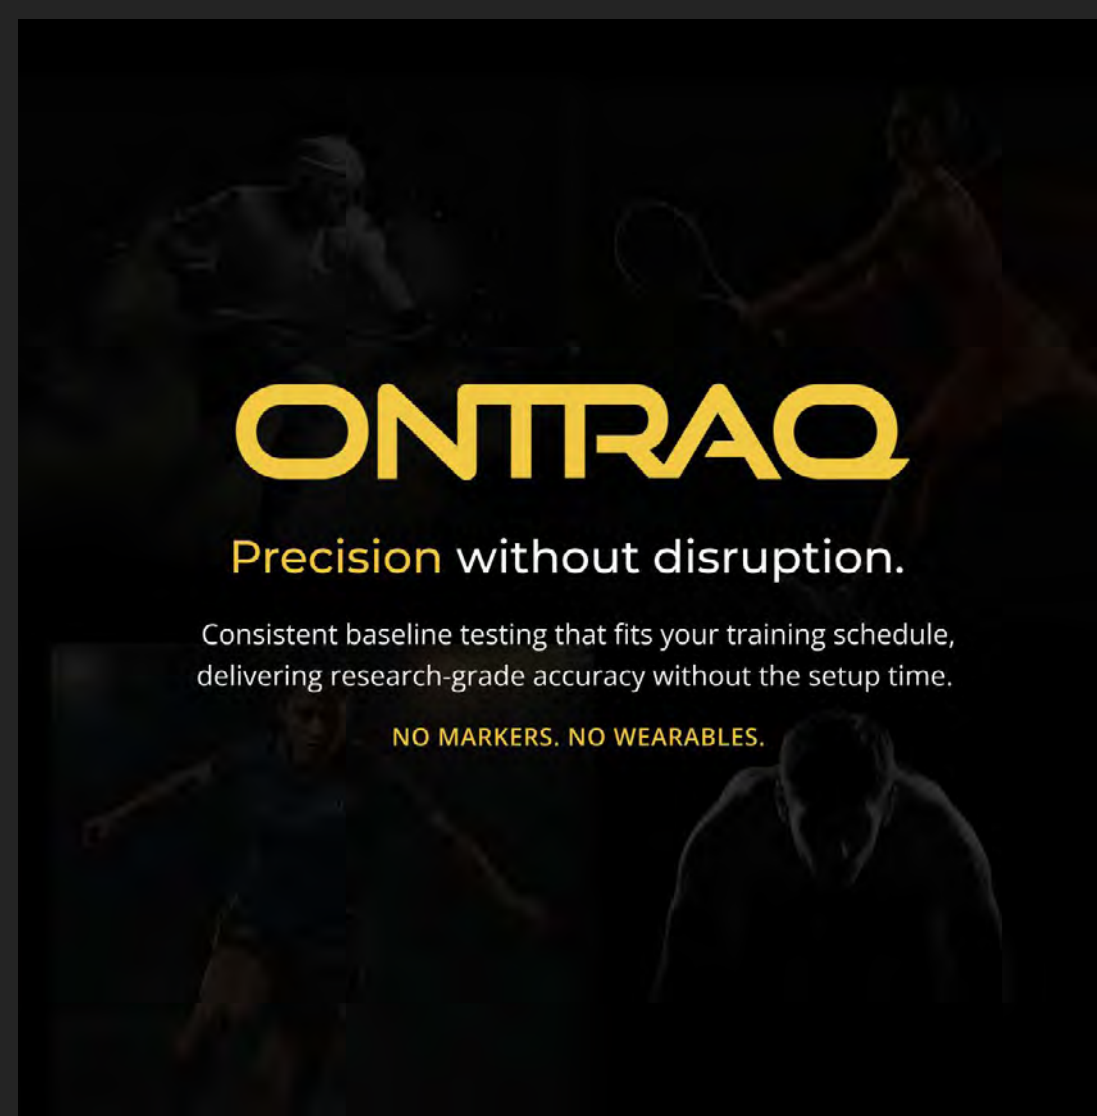 ONTRAQ
Precision without disruption.
Consistent baseline testing that fits your training schedule,
delivering research-grade accuracy without the setup time.
NO MARKERS. NO WEARABLES.